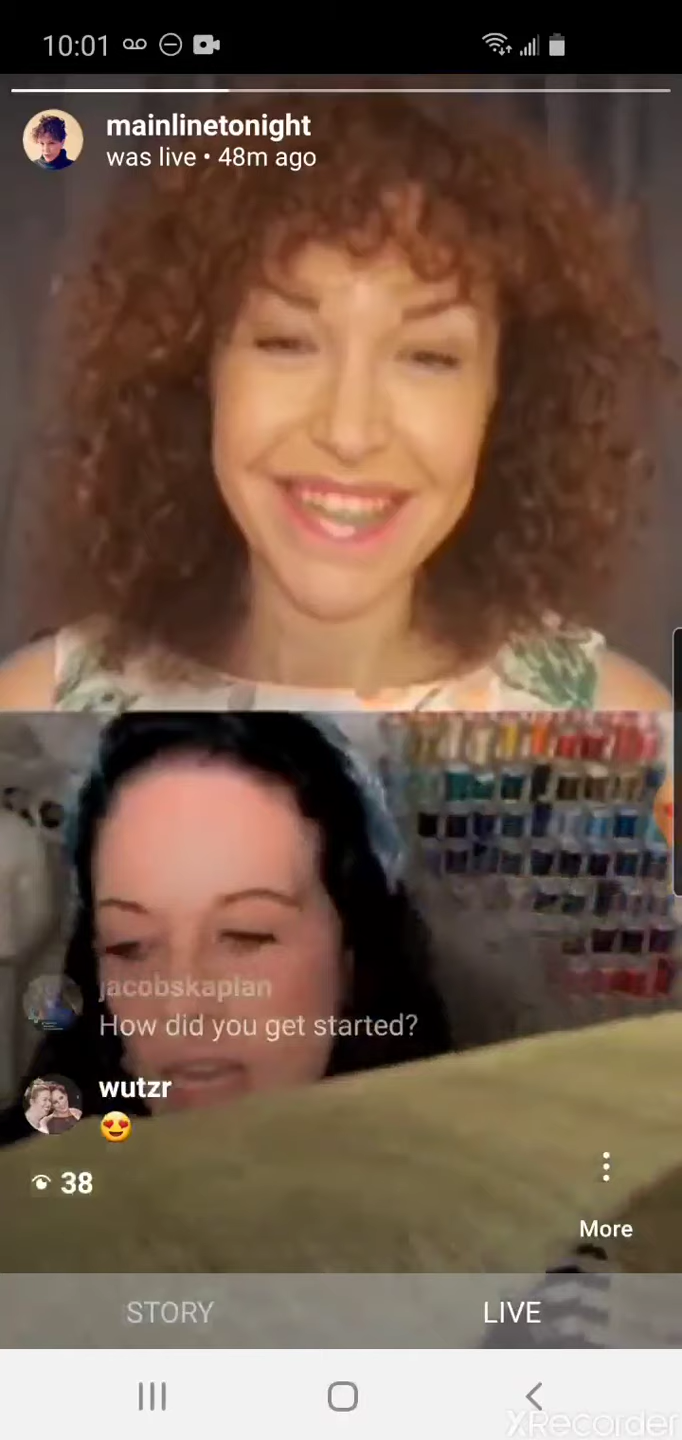 10:01
mainlinetonight
was live • 48m ago
jacobskaplan
How did you get started?
wutzr
😍
38
More
STORY
LIVE
XRecorder